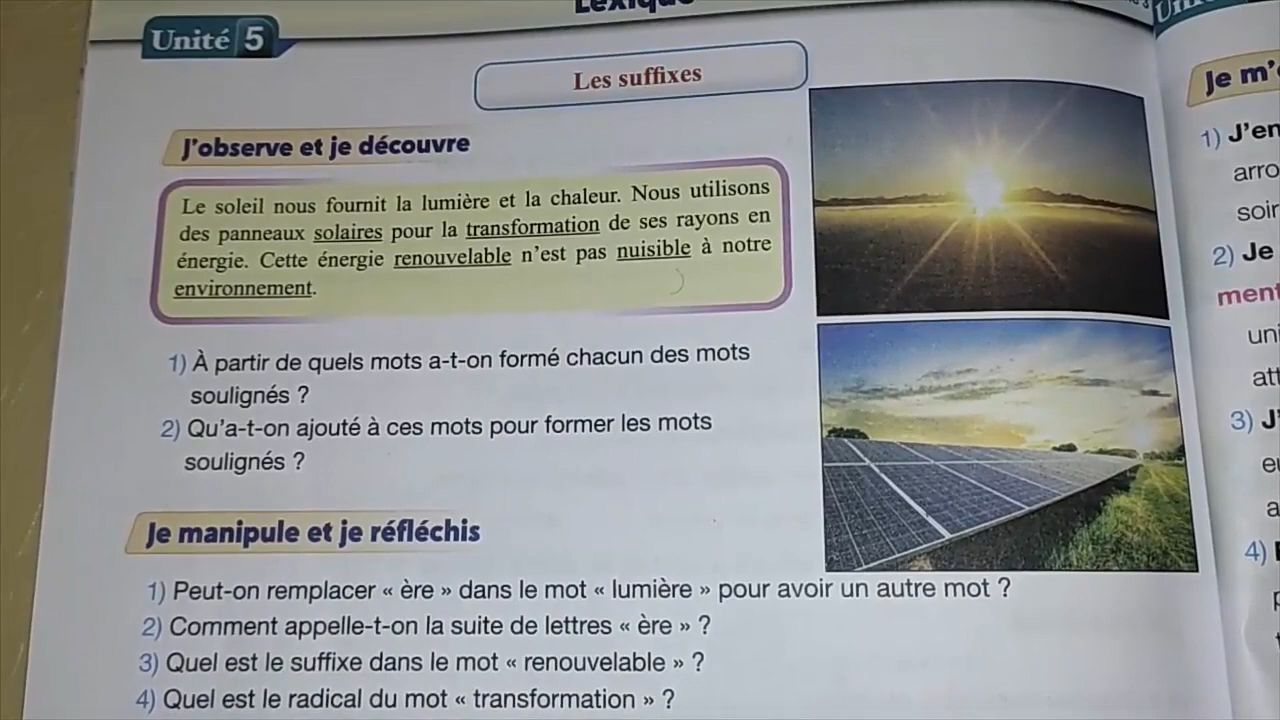 Lexique
Unité 5
Les suffixes
J'observe et je découvre
Le soleil nous fournit la lumière et la chaleur. Nous utilisons
des panneaux solaires pour la transformation de ses rayons en
énergie. Cette énergie renouvelable n'est pas nuisible à notre
environnement.
1) À partir de quels mots a-t-on formé chacun des mots
soulignés ?
2) Qu'a-t-on ajouté à ces mots pour former les mots
soulignés ?
Je manipule et je réfléchis
1) Peut-on remplacer « ère » dans le mot « lumière » pour avoir un autre mot ?
2) Comment appelle-t-on la suite de lettres « ère » ?
3) Quel est le suffixe dans le mot « renouvelable » ?
4) Quel est le radical du mot « transformation » ?
Je m'
1) J'en
arro
soin
2) Je
ment
uni
att
3) J'
4)